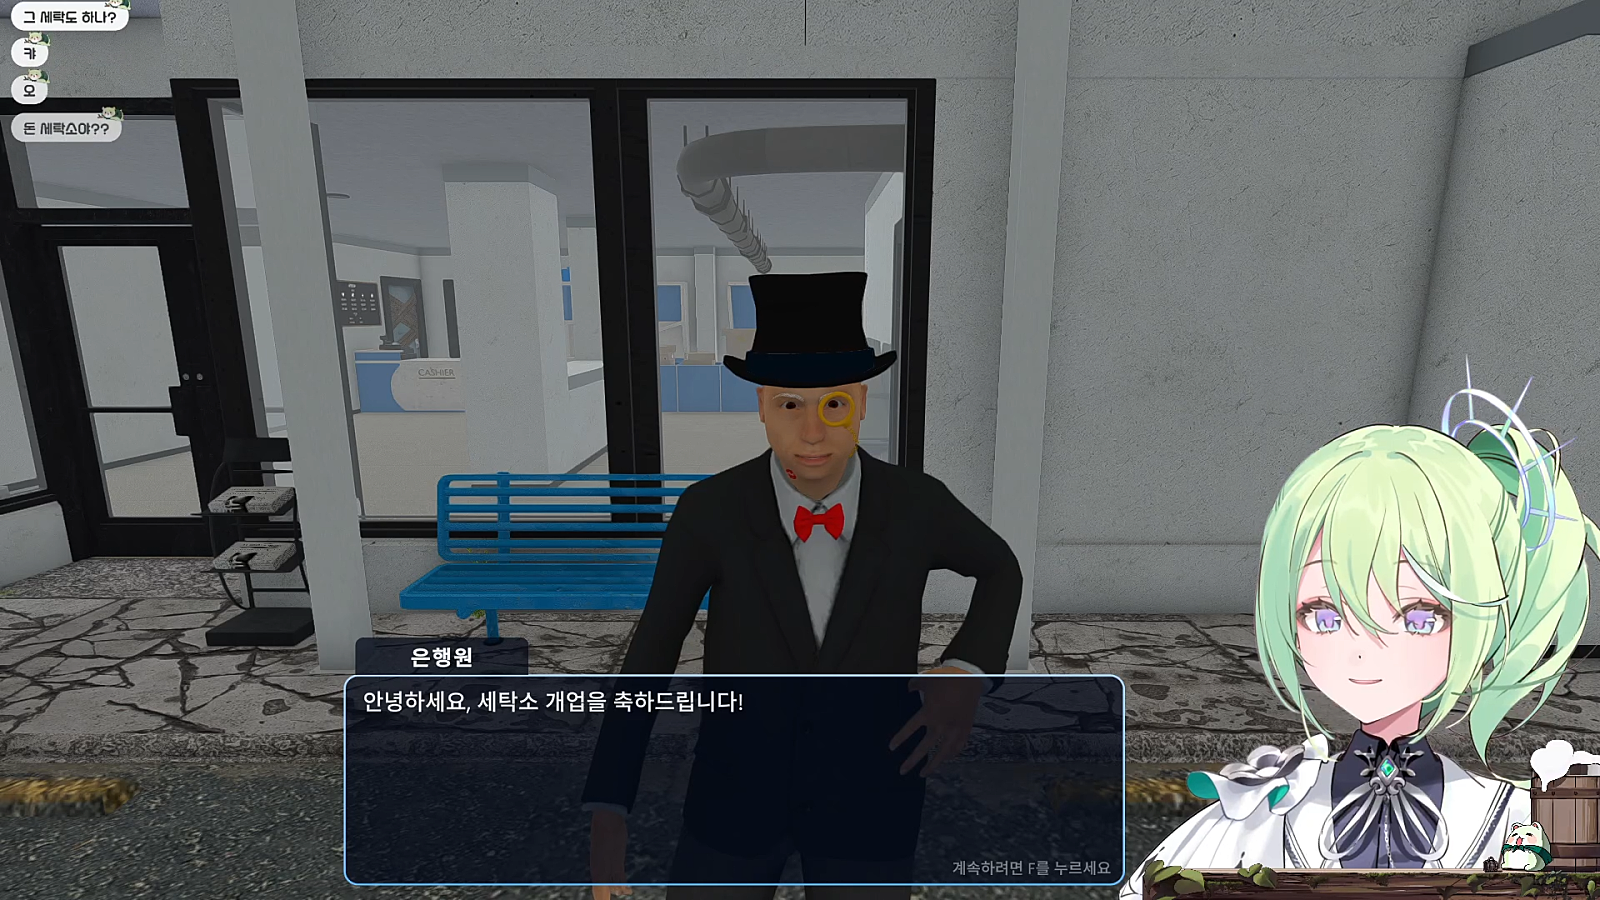 그 세탁도 하나?
캬
오
돈 세탁소야??
CASHIER
은행원
안녕하세요, 세탁소 개업을 축하드립니다!
계속하려면 F를 누르세요